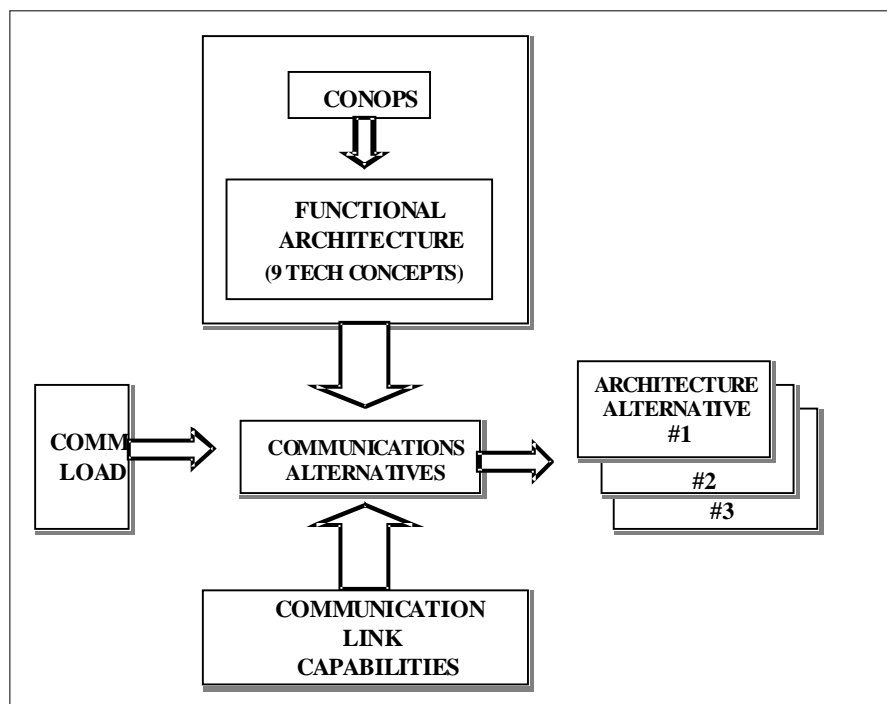 CONOPS
FUNCTIONAL
ARCHITECTURE
(9 TECH CONCEPTS)
COMM
LOAD
COMMUNICATIONS
ALTERNATIVES
ARCHITECTURE
ALTERNATIVE
#1
#2
#3
COMMUNICATION
LINK
CAPABILITIES